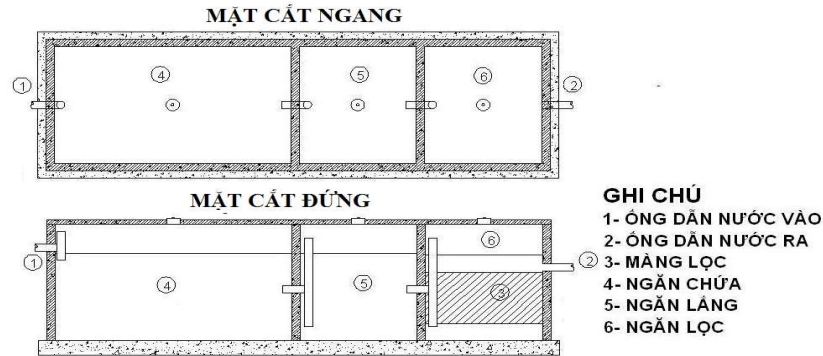 MẶT CẮT NGANG
4
5
6
1
2
MẶT CẮT ĐỨNG
GHI CHÚ
1- ỐNG DẪN NƯỚC VÀO
2- ỐNG DẪN NƯỚC RA
3- MÀNG LỌC
4- NGĂN CHỨA
5- NGĂN LẮNG
6- NGĂN LỌC
6
1
2
4
5
3